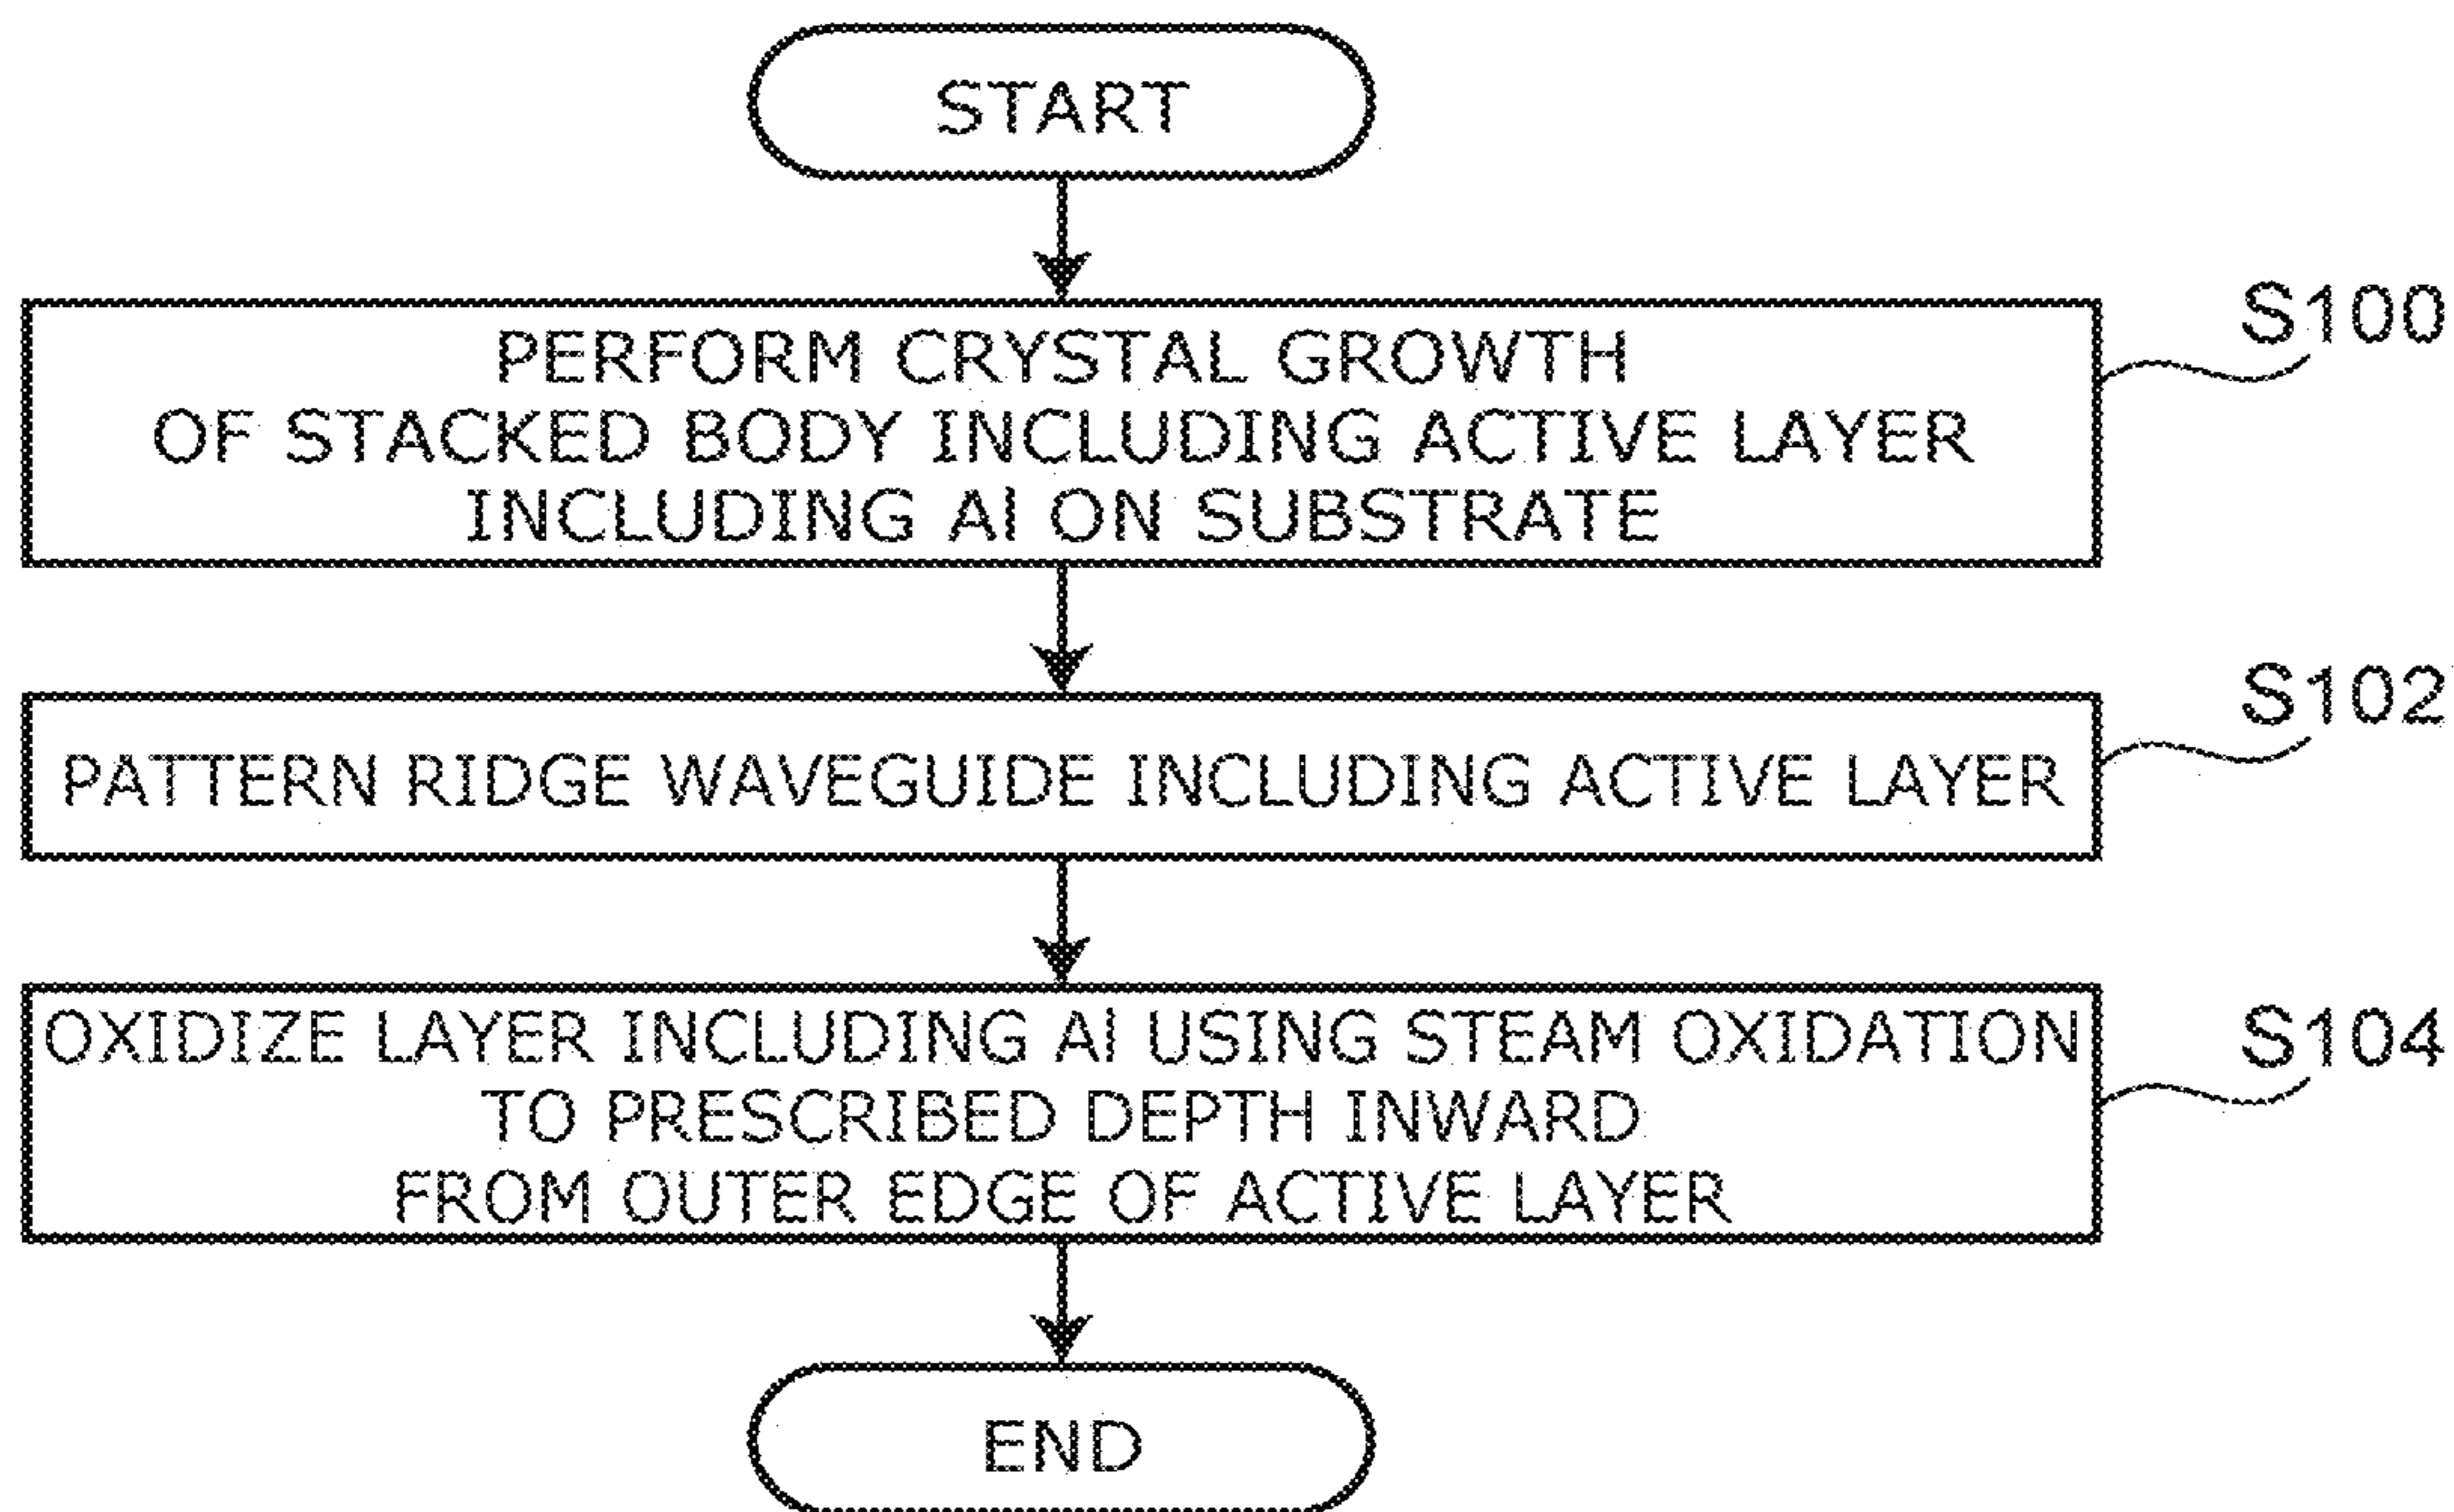 START
PERFORM CRYSTAL GROWTH
OF STACKED BODY INCLUDING ACTIVE LAYER
INCLUDING Al ON SUBSTRATE
S100
PATTERN RIDGE WAVEGUIDE INCLUDING ACTIVE LAYER
S102
OXIDIZE LAYER INCLUDING Al USING STEAM OXIDATION
TO PRESCRIBED DEPTH INWARD
FROM OUTER EDGE OF ACTIVE LAYER
S104
END